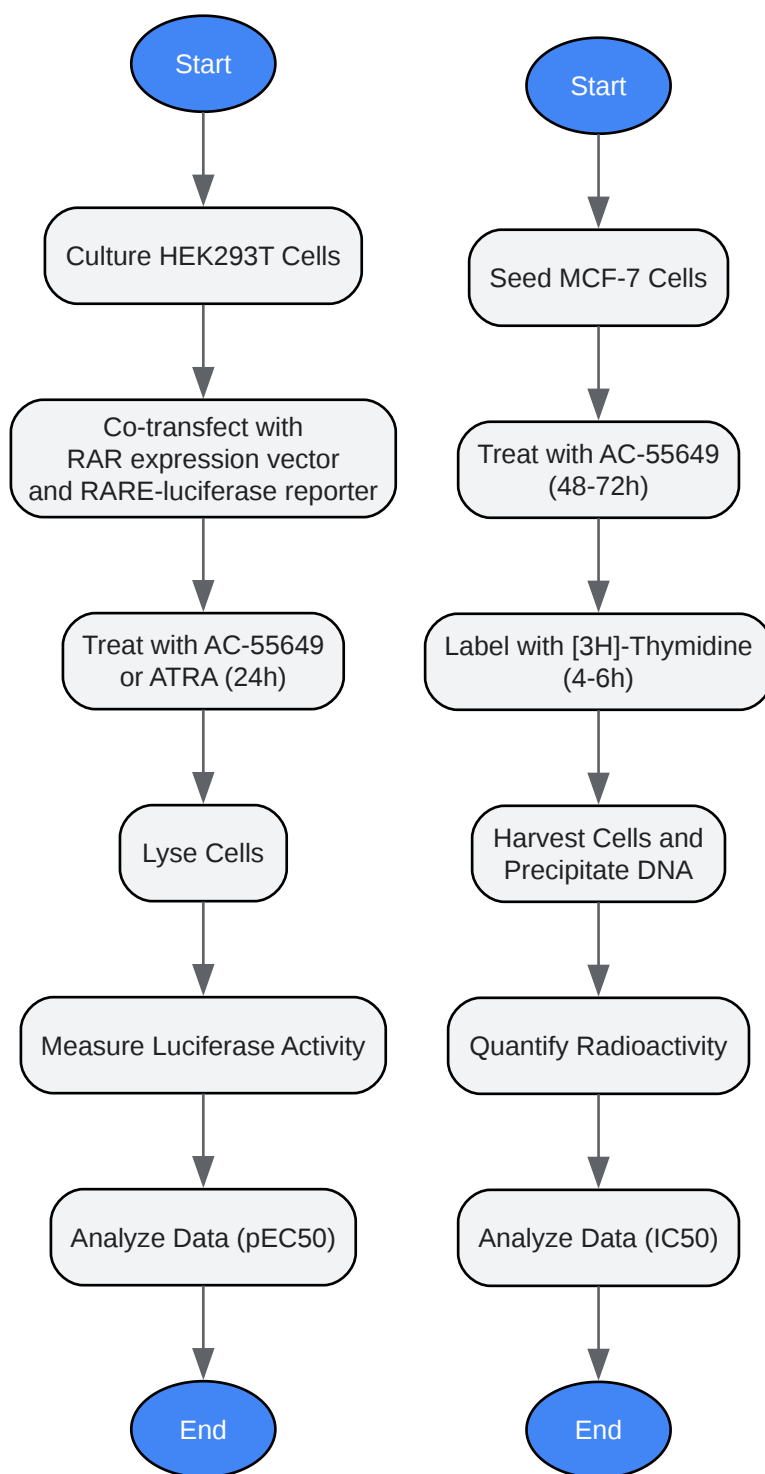 Start
Culture HEK293T Cells
Co-transfect with
RAR expression vector
and RARE-luciferase reporter
Treat with AC-55649
or ATRA (24h)
Lyse Cells
Measure Luciferase Activity
Analyze Data (pEC50)
End
Start
Seed MCF-7 Cells
Treat with AC-55649
(48-72h)
Label with [3H]-Thymidine
(4-6h)
Harvest Cells and
Precipitate DNA
Quantify Radioactivity
Analyze Data (IC50)
End